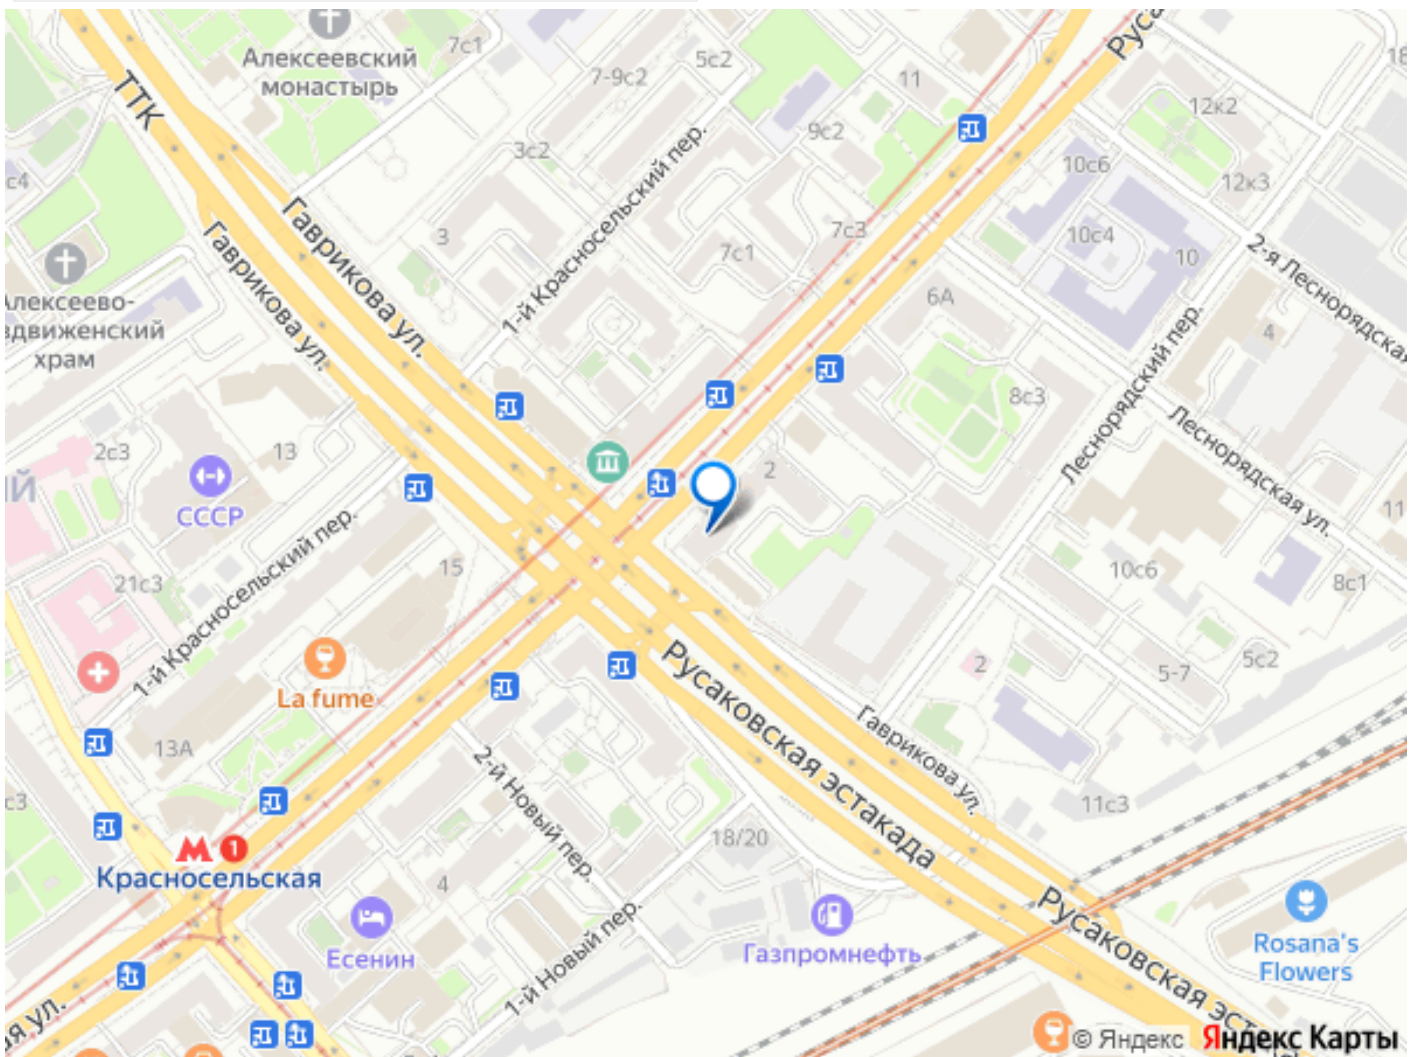 Алексеевский
монастырь
7с1
5с2
7-9с2
11
Руса
ТТК
12к2
9с2
3с2
10с6
с4
12к3
1-й Красносельский пер.
Гаврикова ул.
Гаврикова ул.
3
7с1
7с3
10с4
10
2-я Леснорядская
Алексеево-
здвиженский
храм
6А
4
8с3
Леснорядский пер.
Леснорядская ул.
2с3
13
ИЙ
СССР
2
11
1-й Красносельский пер.
21с3
15
10с6
8с1
La fume
Русаковская эстакада
2
5-7
5с2
13А
Гаврикова ул.
2-й Новый пер.
11с3
с3
18/20
М 1
Красносельская
4
Есенин
1-й Новый пер.
Газпромнефть
Русаковская эст
Rosana's
Flowers
ая ул.
© Яндекс Яндекс Карты